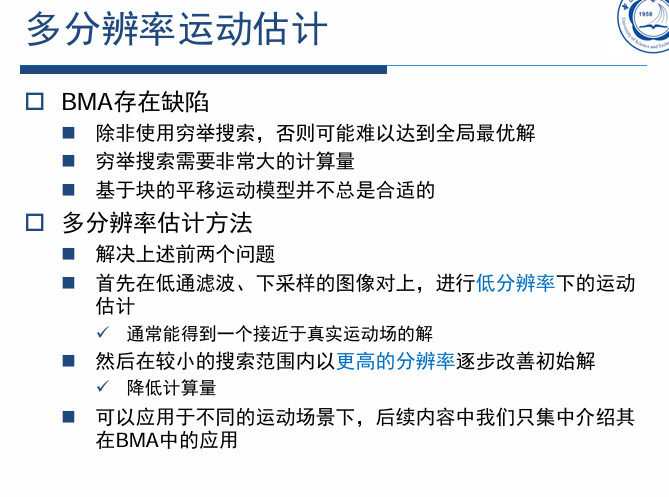 多分辨率运动估计
1958
BMA存在缺陷
除非使用穷举搜索，否则可能难以达到全局最优解
穷举搜索需要非常大的计算量
基于块的平移运动模型并不总是合适的
多分辨率估计方法
解决上述前两个问题
首先在低通滤波、下采样的图像对上，进行低分辨率下的运动
估计
通常能得到一个接近于真实运动场的解
然后在较小的搜索范围内以更高的分辨率逐步改善初始解
降低计算量
可以应用于不同的运动场景下，后续内容中我们只集中介绍其
在BMA中的应用